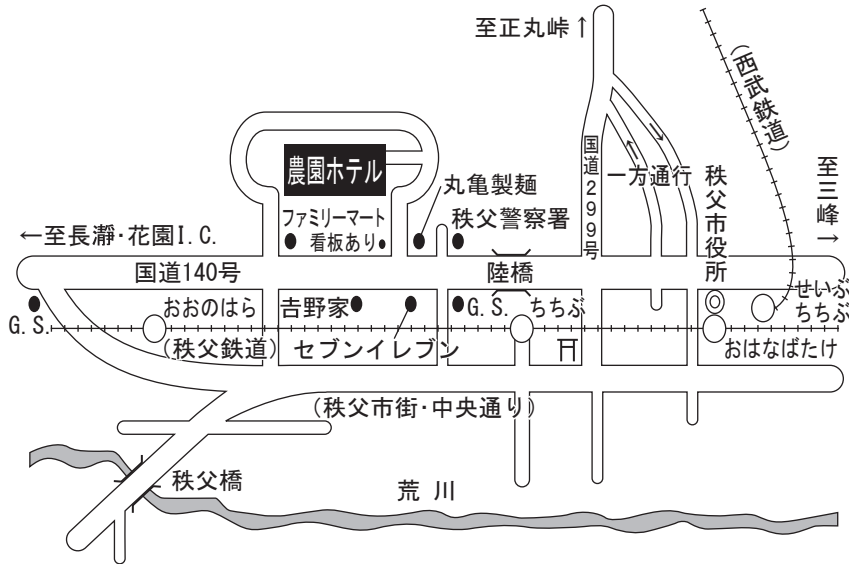 至正丸峠↑
(西武鉄道)
農園ホテル
国道299号
一方通行
丸亀製麺
ファミリーマート
看板あり
秩父警察署
秩父市役所
至三峰→
←至長瀞・花園I.C.
国道140号
陸橋
せいぶ
ちちぶ
おおのはら
吉野家
G.S.
ちちぶ
G.S.
(秩父鉄道)
セブンイレブン
おはなばたけ
(秩父市街・中央通り)
秩父橋
荒川